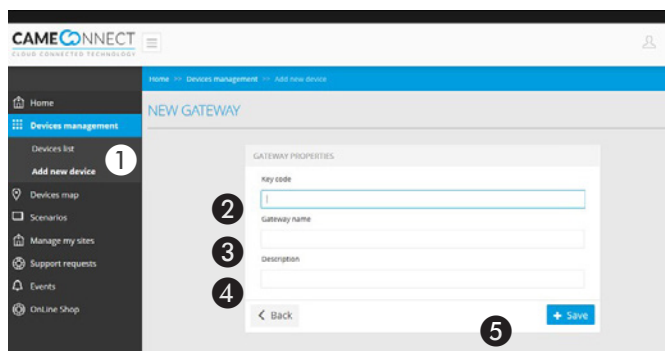 CAMECONNECT
CLOUD CONNECTED TECHNOLOGY
Home >> Devices management >> Add new device
Home
Devices management
Devices list
Add new device
Devices map
Scenarios
Manage my sites
Support requests
Events
OnLine Shop
1
NEW GATEWAY
GATEWAY PROPERTIES
Key code
2
Gateway name
3
Description
4
Back
5
+ Save